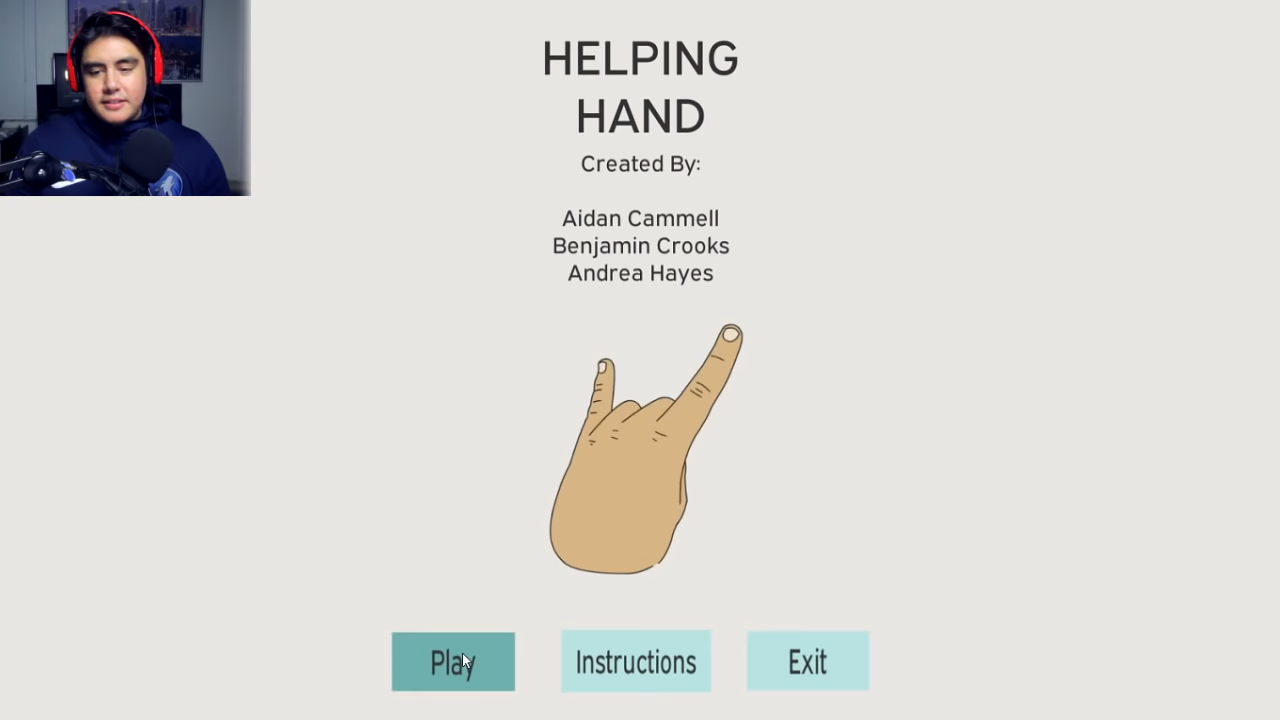 HELPING
HAND
Created By:
Aidan Cammell
Benjamin Crooks
Andrea Hayes
Play
Instructions
Exit